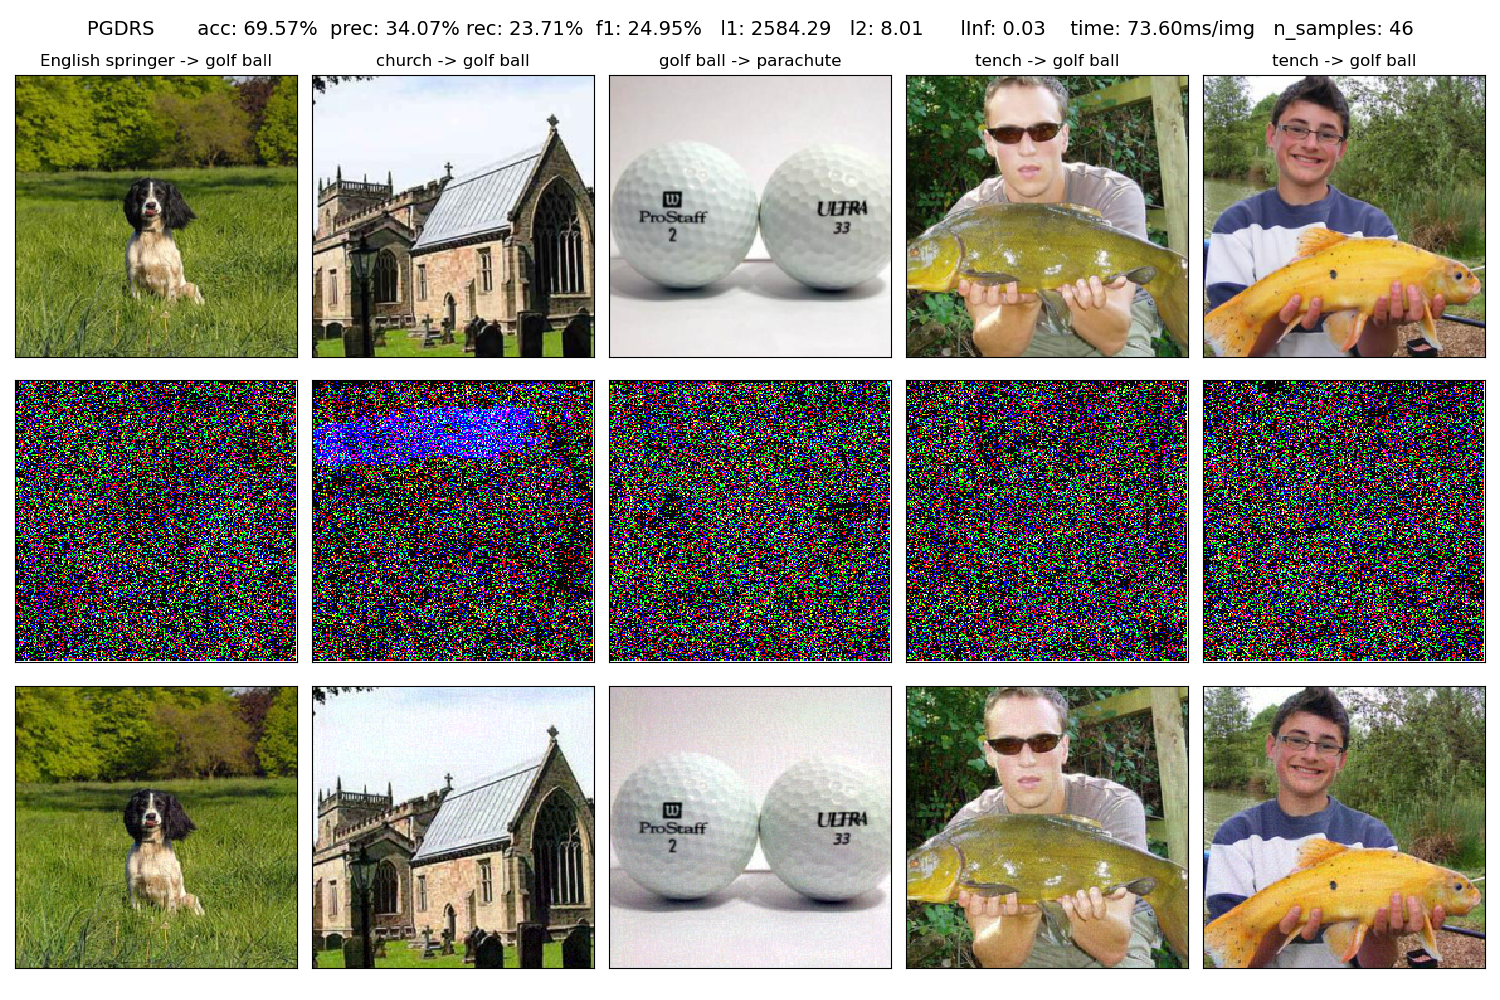 PGDRS acc: 69.57% prec: 34.07% rec: 23.71% f1: 24.95% l1: 2584.29 l2: 8.01 lInf: 0.03 time: 73.60ms/img n_samples: 46
English springer -> golf ball
church -> golf ball
golf ball -> parachute
tench -> golf ball
tench -> golf ball
W
ProStaff
2
ULTRA
33
W
ProStaff
2
ULTRA
33